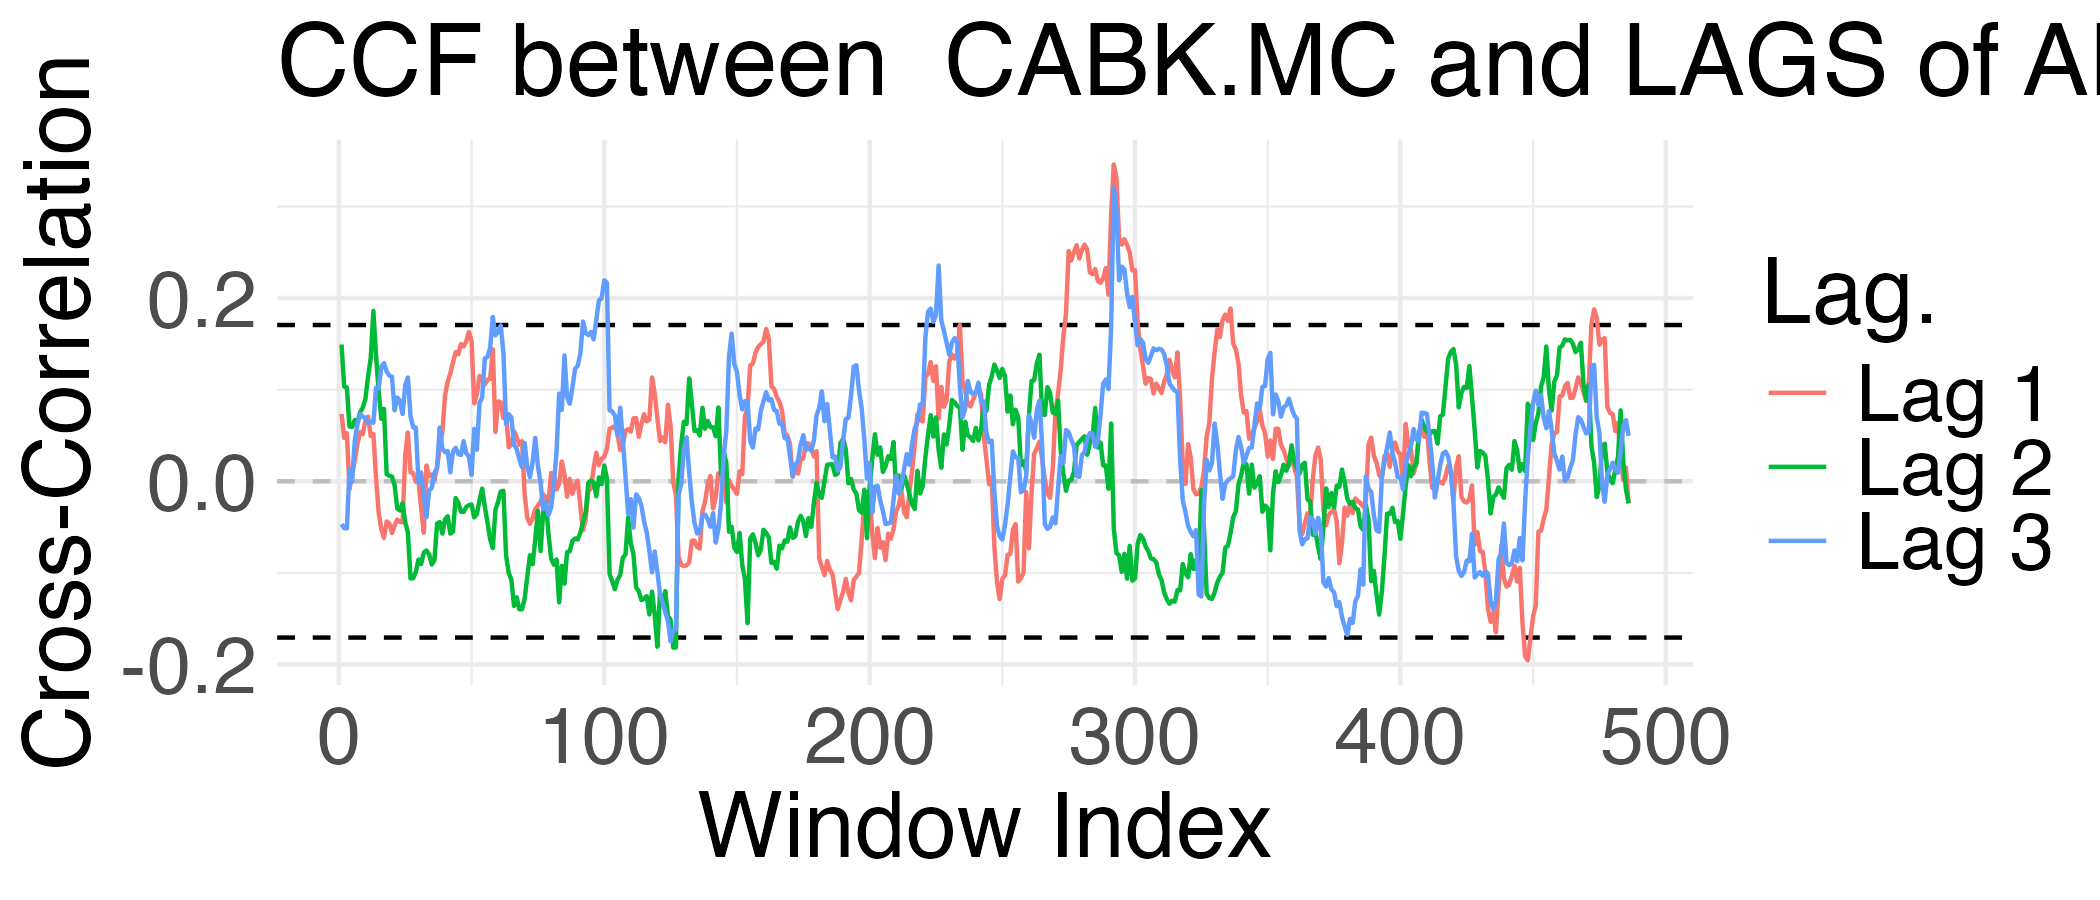 CCF between  CABK.MC and LAGS of
Cross-Correlation
0.2
0.0
-0.2
0 100 200 300 400 500
Window Index
Lag.
Lag 1
Lag 2
Lag 3